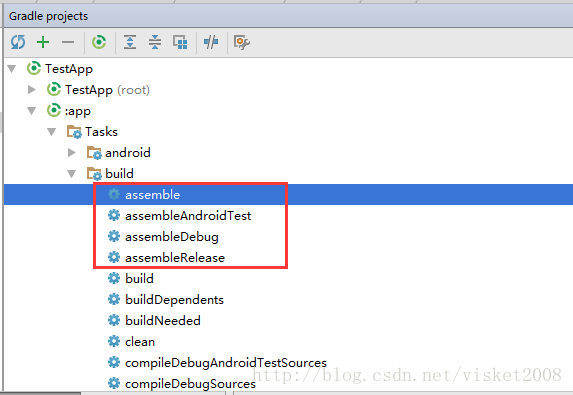 Gradle projects
TestApp
TestApp (root)
:app
Tasks
android
build
assemble
assembleAndroidTest
assembleDebug
assembleRelease
build
buildDependents
buildNeeded
clean
compileDebugAndroidTestSources
compileDebugSources
http://blog.csdn.net/visket2008